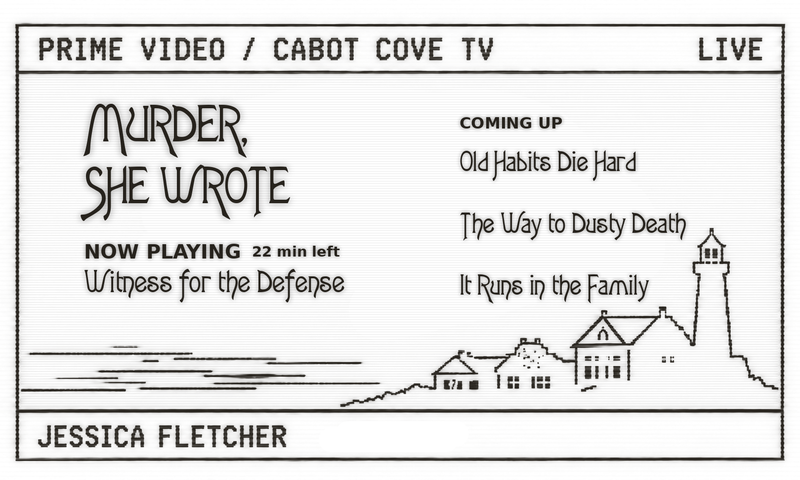 PRIME VIDEO / CABOT COVE TV
LIVE
MURDER,
SHE WROTE
NOW PLAYING 22 min left
Witness for the Defense
COMING UP
Old Habits Die Hard
The Way to Dusty Death
It Runs in the Family
JESSICA FLETCHER